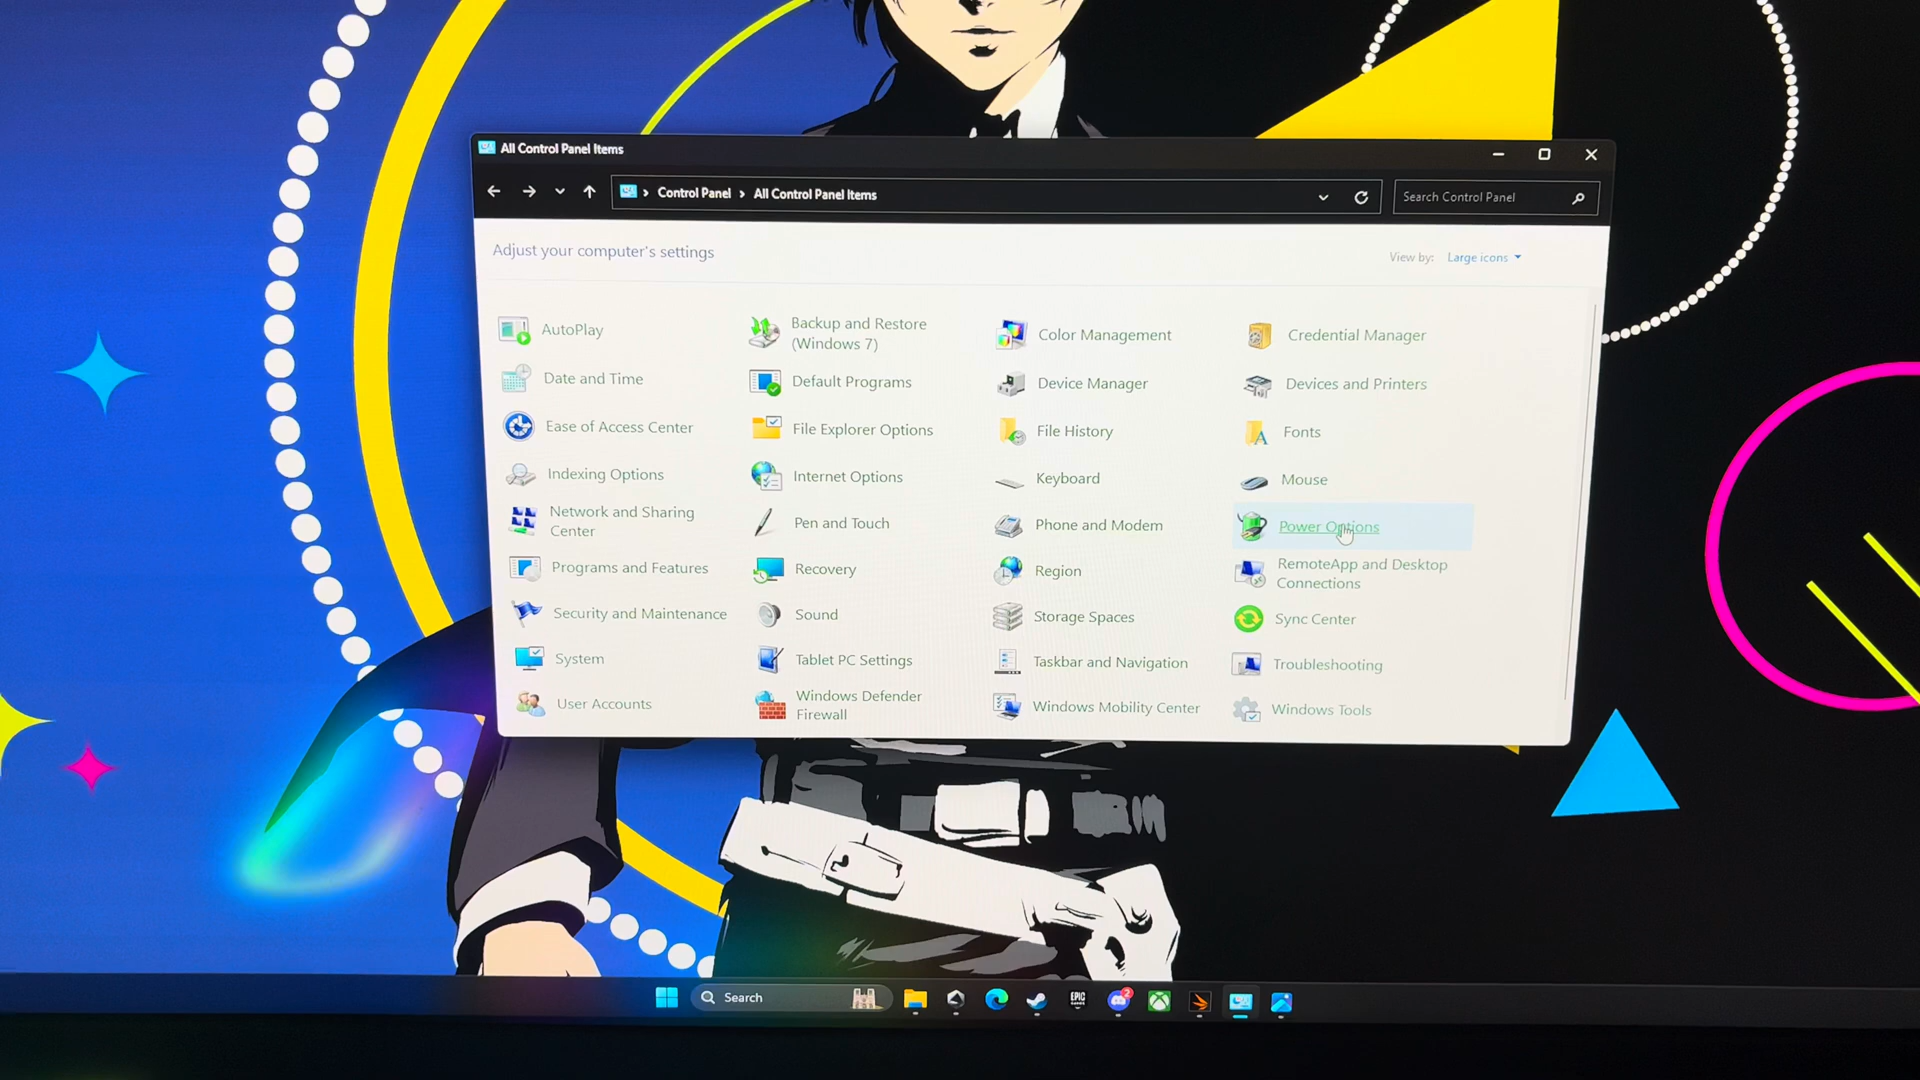 All Control Panel Items
Control Panel > All Control Panel Items
Search Control Panel
Adjust your computer's settings
View by: Large icons
AutoPlay
Backup and Restore
(Windows 7)
Color Management
Credential Manager
Date and Time
Default Programs
Device Manager
Devices and Printers
Ease of Access Center
File Explorer Options
File History
Fonts
Indexing Options
Internet Options
Keyboard
Mouse
Network and Sharing
Center
Pen and Touch
Phone and Modem
Power Options
Programs and Features
Recovery
Region
RemoteApp and Desktop
Connections
Security and Maintenance
Sound
Storage Spaces
Sync Center
System
Tablet PC Settings
Taskbar and Navigation
Troubleshooting
User Accounts
Windows Defender
Firewall
Windows Mobility Center
Windows Tools
Search
EPIC
GAMES
2